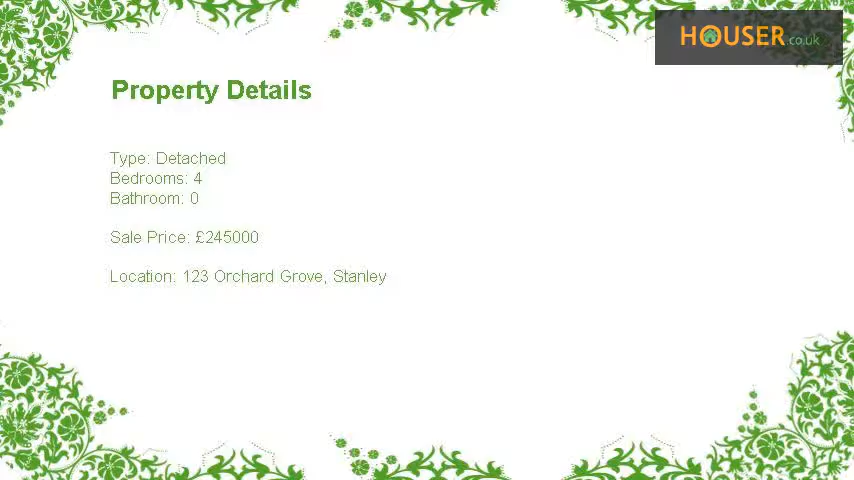 HOUSER.co.uk
Property Details
Type: Detached
Bedrooms: 4
Bathroom: 0
Sale Price: £245000
Location: 123 Orchard Grove, Stanley